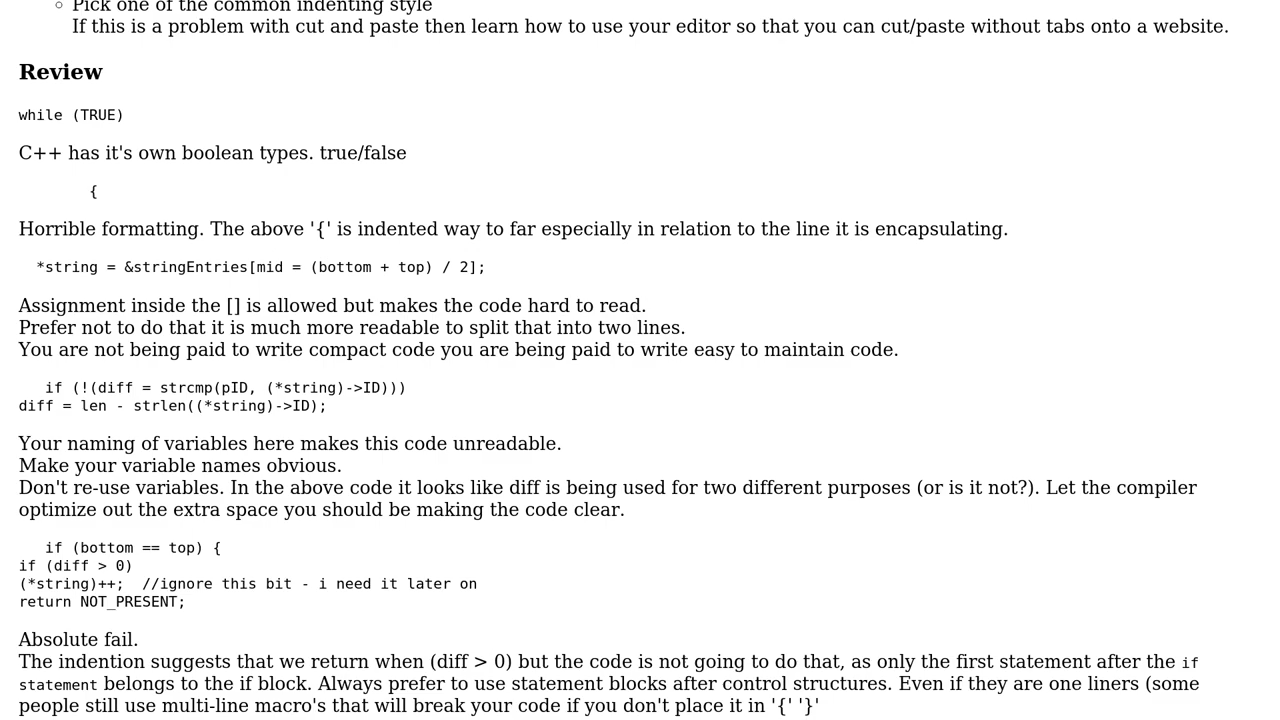 Pick one of the common indenting style
If this is a problem with cut and paste then learn how to use your editor so that you can cut/paste without tabs onto a website.
Review
while (TRUE)
C++ has it's own boolean types. true/false
{
Horrible formatting. The above '{' is indented way to far especially in relation to the line it is encapsulating.
*string = &stringEntries[mid = (bottom + top) / 2];
Assignment inside the [] is allowed but makes the code hard to read.
Prefer not to do that it is much more readable to split that into two lines.
You are not being paid to write compact code you are being paid to write easy to maintain code.
if (!(diff = strcmp(pID, (*string)->ID)))
diff = len - strlen((*string)->ID);
Your naming of variables here makes this code unreadable.
Make your variable names obvious.
Don't re-use variables. In the above code it looks like diff is being used for two different purposes (or is it not?). Let the compiler
optimize out the extra space you should be making the code clear.
if (bottom == top) {
if (diff > 0)
(*string)++;  //ignore this bit - i need it later on
return NOT_PRESENT;
Absolute fail.
The indention suggests that we return when (diff > 0) but the code is not going to do that, as only the first statement after the if
statement belongs to the if block. Always prefer to use statement blocks after control structures. Even if they are one liners (some
people still use multi-line macro's that will break your code if you don't place it in '{' '}'